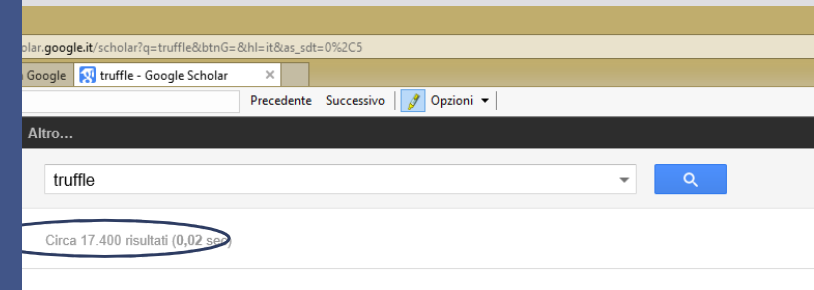 olar.google.it/scholar?q=truffle&btnG=&hl=it&as_sdt=0%2C5
Google truffle - Google Scholar ×
Precedente Successivo Opzioni
Altro...
truffle
Circa 17.400 risultati (0,02 sec)